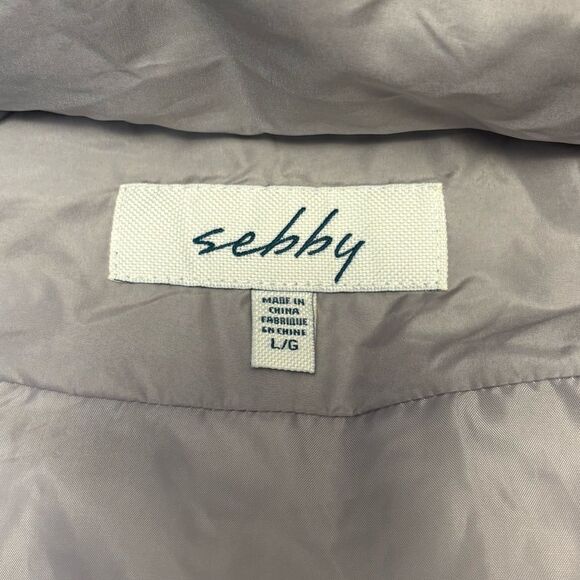 sebby
MADE IN
CHINA
FABRIQUE
EN CHINE
L/G